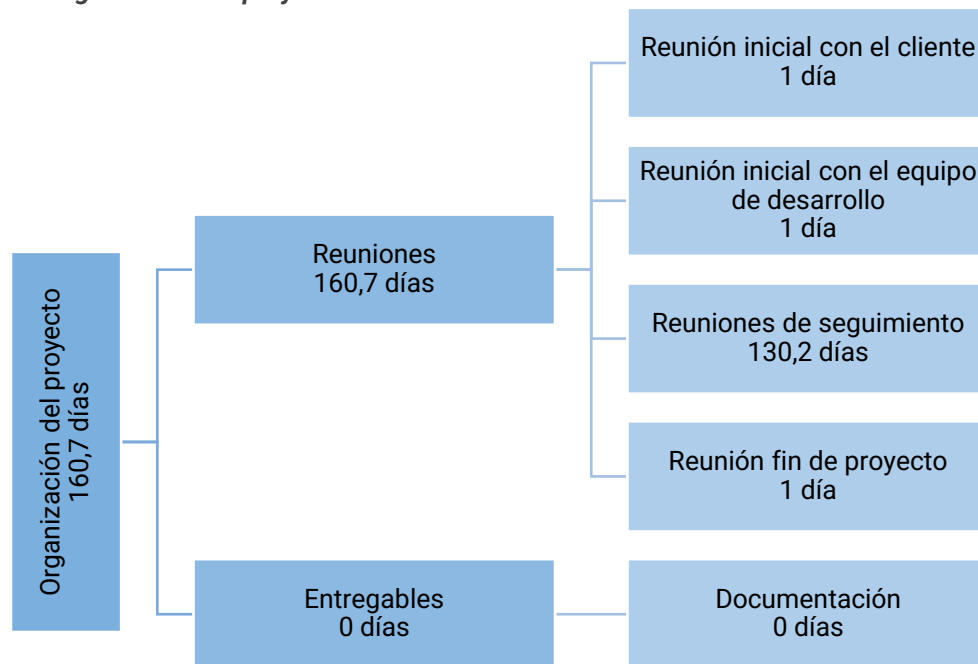 Organización del proyecto
160,7 días
Reuniones
160,7 días
Reunión inicial con el cliente
1 día
Reunión inicial con el equipo
de desarrollo
1 día
Reuniones de seguimiento
130,2 días
Reunión fin de proyecto
1 día
Entregables
0 días
Documentación
0 días